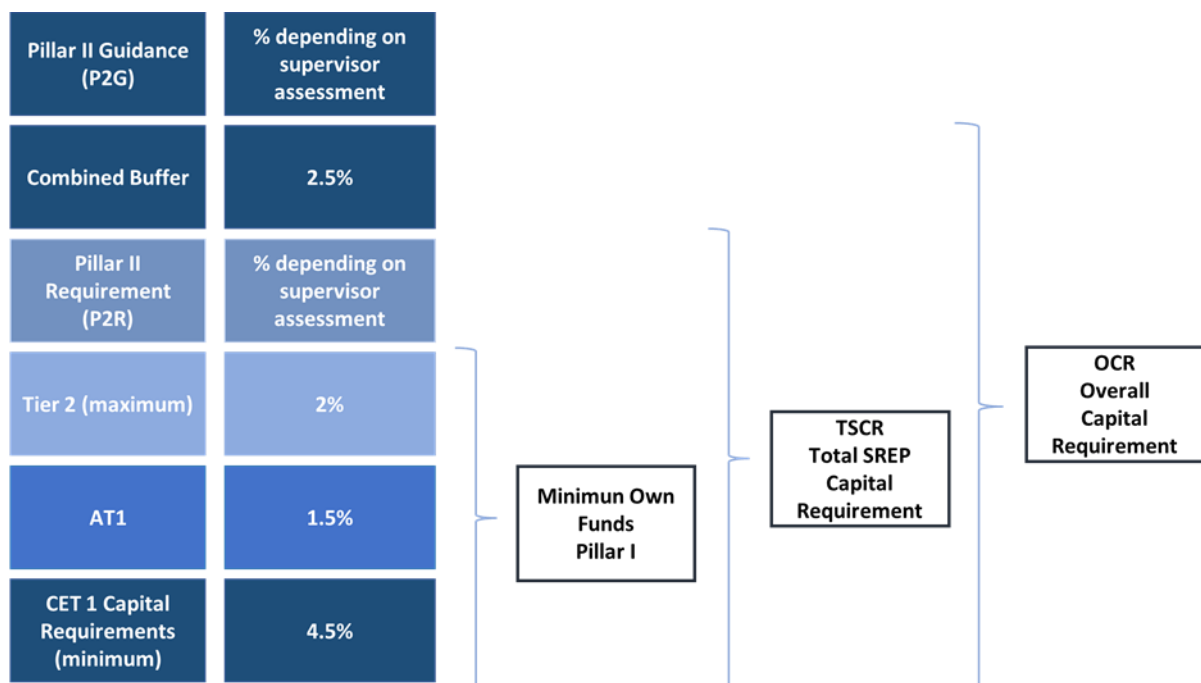 Pillar II Guidance
(P2G)
% depending on
supervisor
assessment
Combined Buffer
2.5%
Pillar II
Requirement
(P2R)
% depending on
supervisor
assessment
Tier 2 (maximum)
2%
AT1
1.5%
CET 1 Capital
Requirements
(minimum)
4.5%
Minimun Own
Funds
Pillar I
TSCR
Total SREP
Capital
Requirement
OCR
Overall
Capital
Requirement